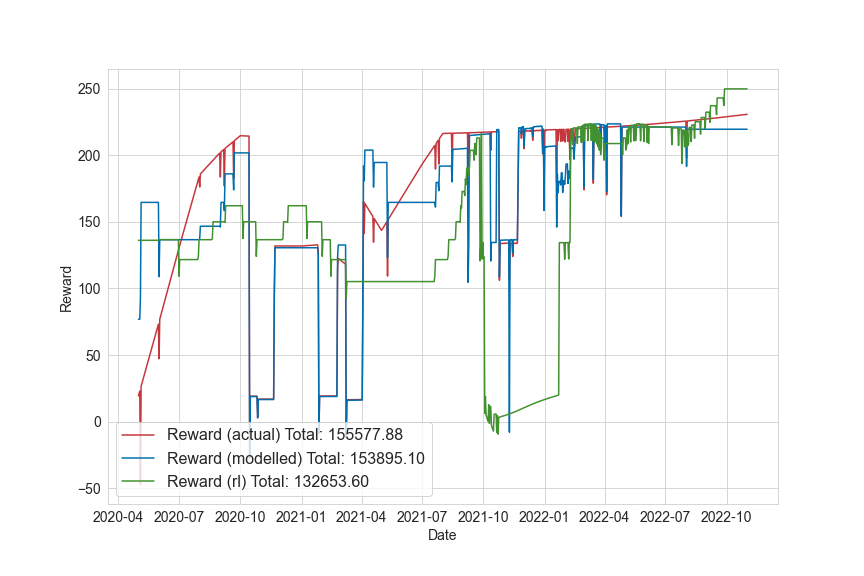 250
200
150
100
50
0
−50
Reward
Reward (actual) Total: 155577.88
Reward (modelled) Total: 153895.10
Reward (rl) Total: 132653.60
2020-04 2020-07 2020-10 2021-01 2021-04 2021-07 2021-10 2022-01 2022-04 2022-07 2022-10
Date